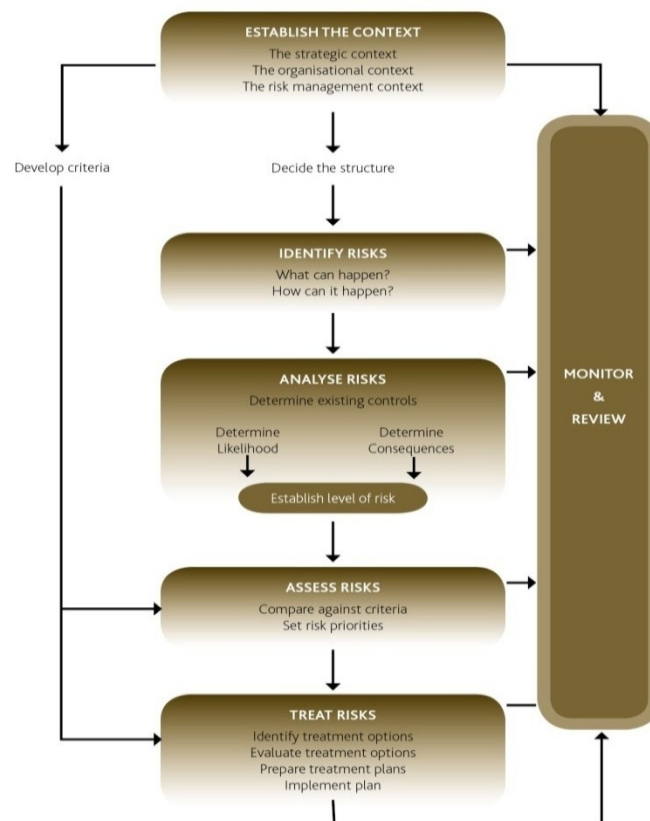 ESTABLISH THE CONTEXT
The strategic context
The organisational context
The risk management context
Develop criteria
Decide the structure
IDENTIFY RISKS
What can happen?
How can it happen?
ANALYSE RISKS
Determine existing controls
Determine
Likelihood
Determine
Consequences
Establish level of risk
ASSESS RISKS
Compare against criteria
Set risk priorities
TREAT RISKS
Identify treatment options
Evaluate treatment options
Prepare treatment plans
Implement plan
MONITOR
&
REVIEW